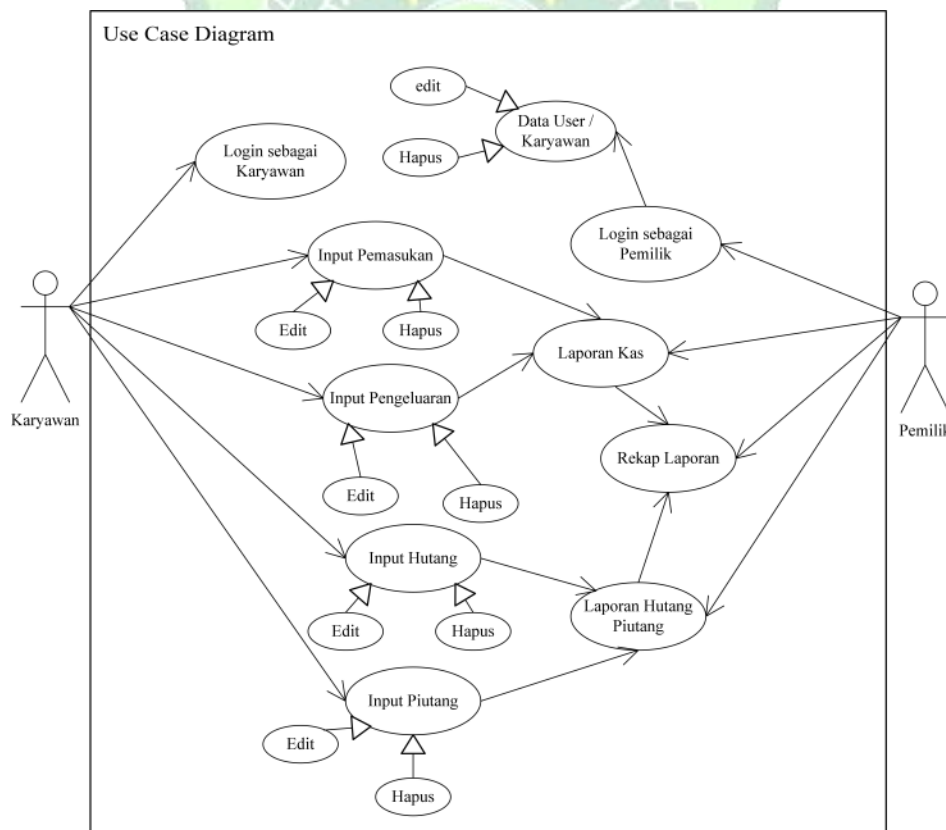 Use Case Diagram
edit
Data User /
Karyawan
Hapus
Login sebagai
Karyawan
Login sebagai
Pemilik
Input Pemasukan
Edit
Hapus
Laporan Kas
Input Pengeluaran
Karyawan
Pemilik
Rekap Laporan
Edit
Hapus
Input Hutang
Laporan Hutang
Piutang
Edit
Hapus
Input Piutang
Edit
Hapus